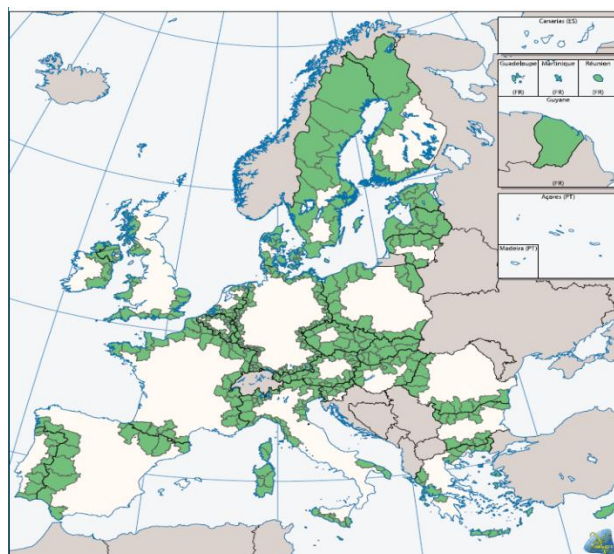 Canarias (ES)
Guadeloupe
Martinique
Réunion
(FR)
(FR)
(FR)
Guyane
(FR)
Açores (PT)
Madeira (PT)